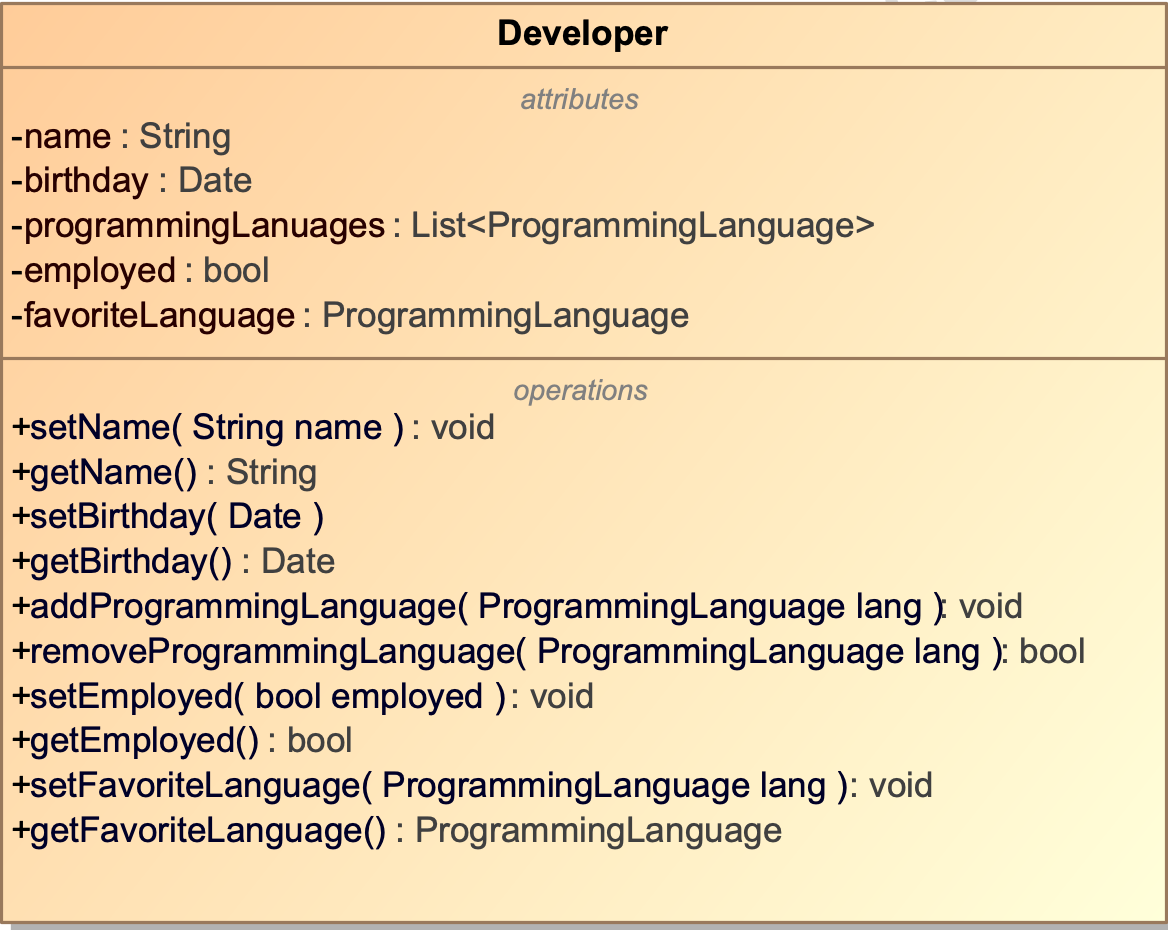 Developer
attributes
-name : String
-birthday : Date
-programmingLanuages : List<ProgrammingLanguage>
-employed : bool
-favoriteLanguage : ProgrammingLanguage
operations
+setName( String name ) : void
+getName() : String
+setBirthday( Date )
+getBirthday() : Date
+addProgrammingLanguage( ProgrammingLanguage lang ) : void
+removeProgrammingLanguage( ProgrammingLanguage lang ) : bool
+setEmployed( bool employed ) : void
+getEmployed() : bool
+setFavoriteLanguage( ProgrammingLanguage lang ) : void
+getFavoriteLanguage() : ProgrammingLanguage